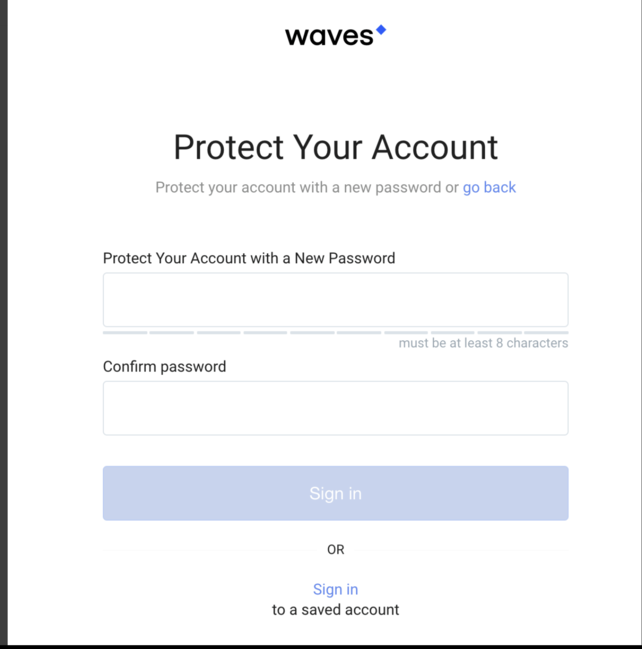 waves
Protect Your Account
Protect your account with a new password or go back
Protect Your Account with a New Password
must be at least 8 characters
Confirm password
Sign in
OR
Sign in
to a saved account